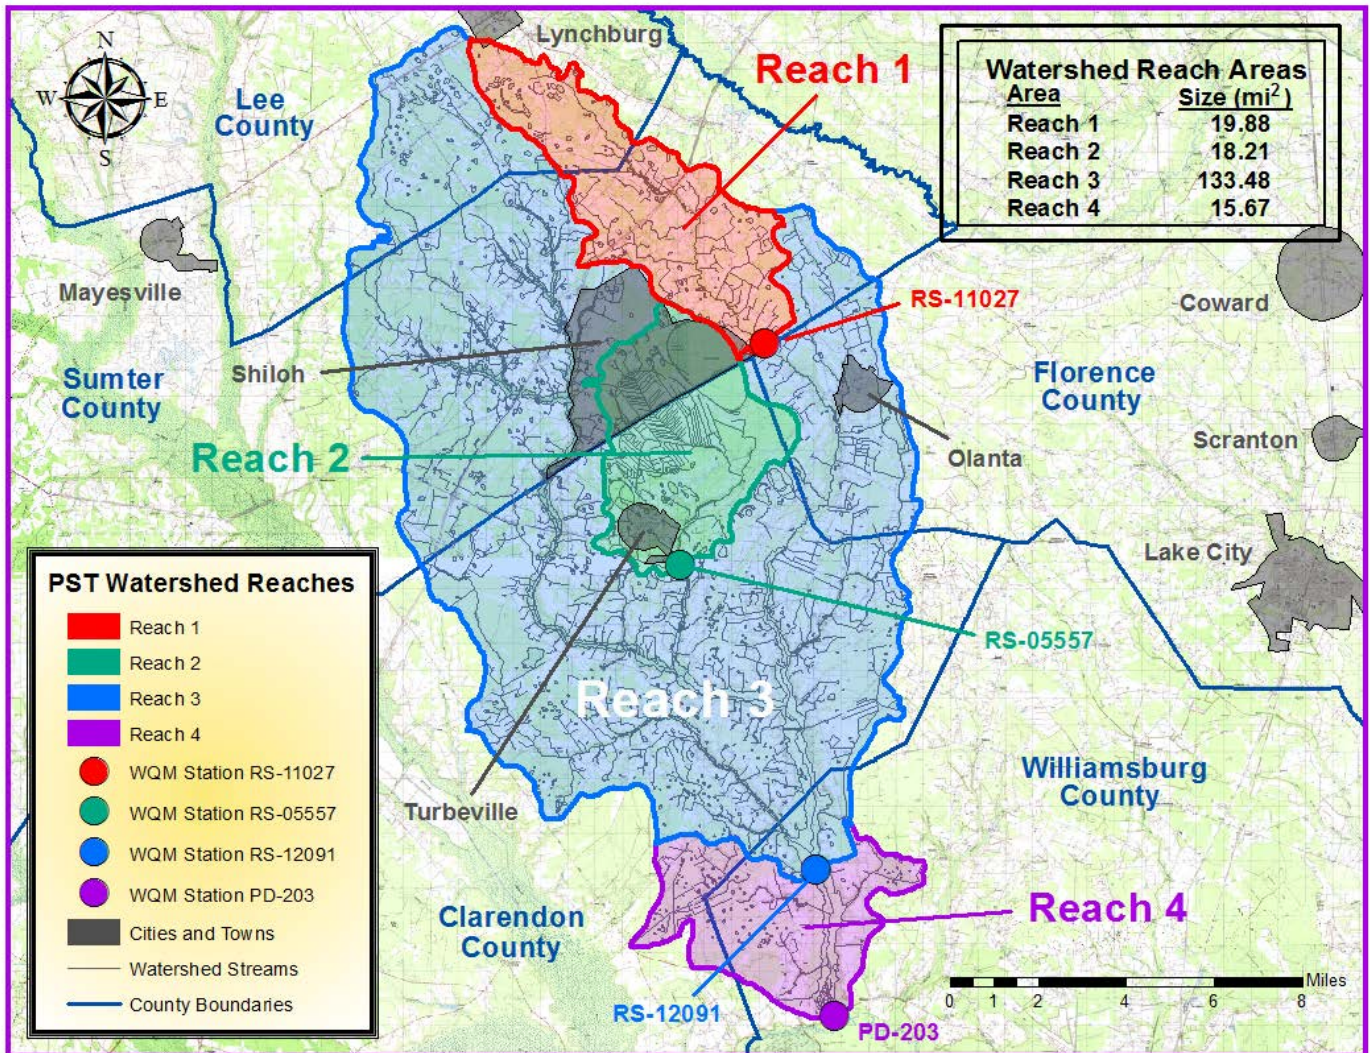 N
W
E
S
Lynchburg
Reach 1
Lee
County
Watershed Reach Areas
Area Size (mi²)
Reach 1 19.88
Reach 2 18.21
Reach 3 133.48
Reach 4 15.67
Mayesville
RS-11027
Coward
Shiloh
Sumter
County
Florence
County
Reach 2
Olanta
Scranton
Lake City
PST Watershed Reaches
Reach 1
Reach 2
Reach 3
Reach 4
WQM Station RS-11027
WQM Station RS-05557
WQM Station RS-12091
WQM Station PD-203
Cities and Towns
Watershed Streams
County Boundaries
RS-05557
Reach 3
Turbeville
Williamsburg
County
Clarendon
County
Reach 4
RS-12091
PD-203
Miles
0 1 2 4 6 8